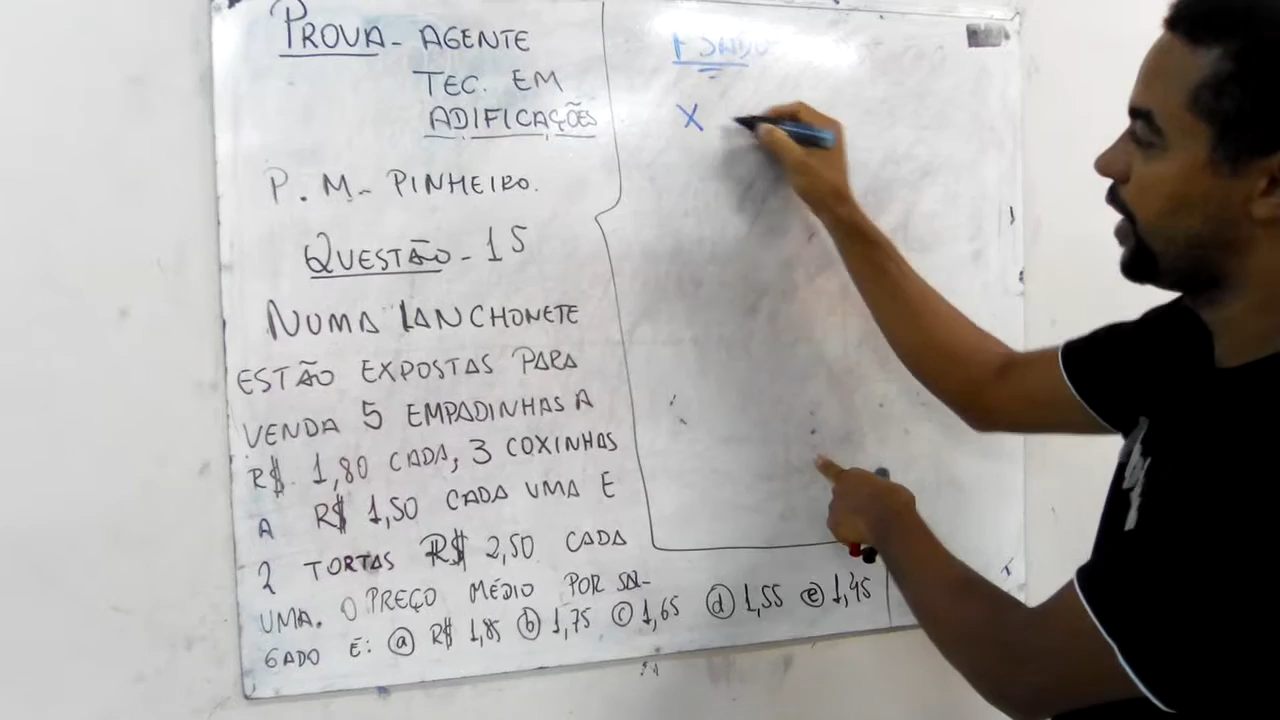 PROVA - AGENTE
TEC. EM
ADIFICAÇÕES
P. M - PINHEIRO.
QUESTÃO - 15
NUMA LANCHONETE
ESTÃO EXPOSTAS PARA
VENDA 5 EMPADINHAS A
R$ 1,80 CADA, 3 COXINHAS
A R$ 1,50 CADA UMA E
2 TORTAS R$ 2,50 CADA
UMA. O PREÇO MÉDIO POR SAL-
GADO É: a R$ 1,85 b 1,75 c 1,65 d 1,55 e 1,45
X